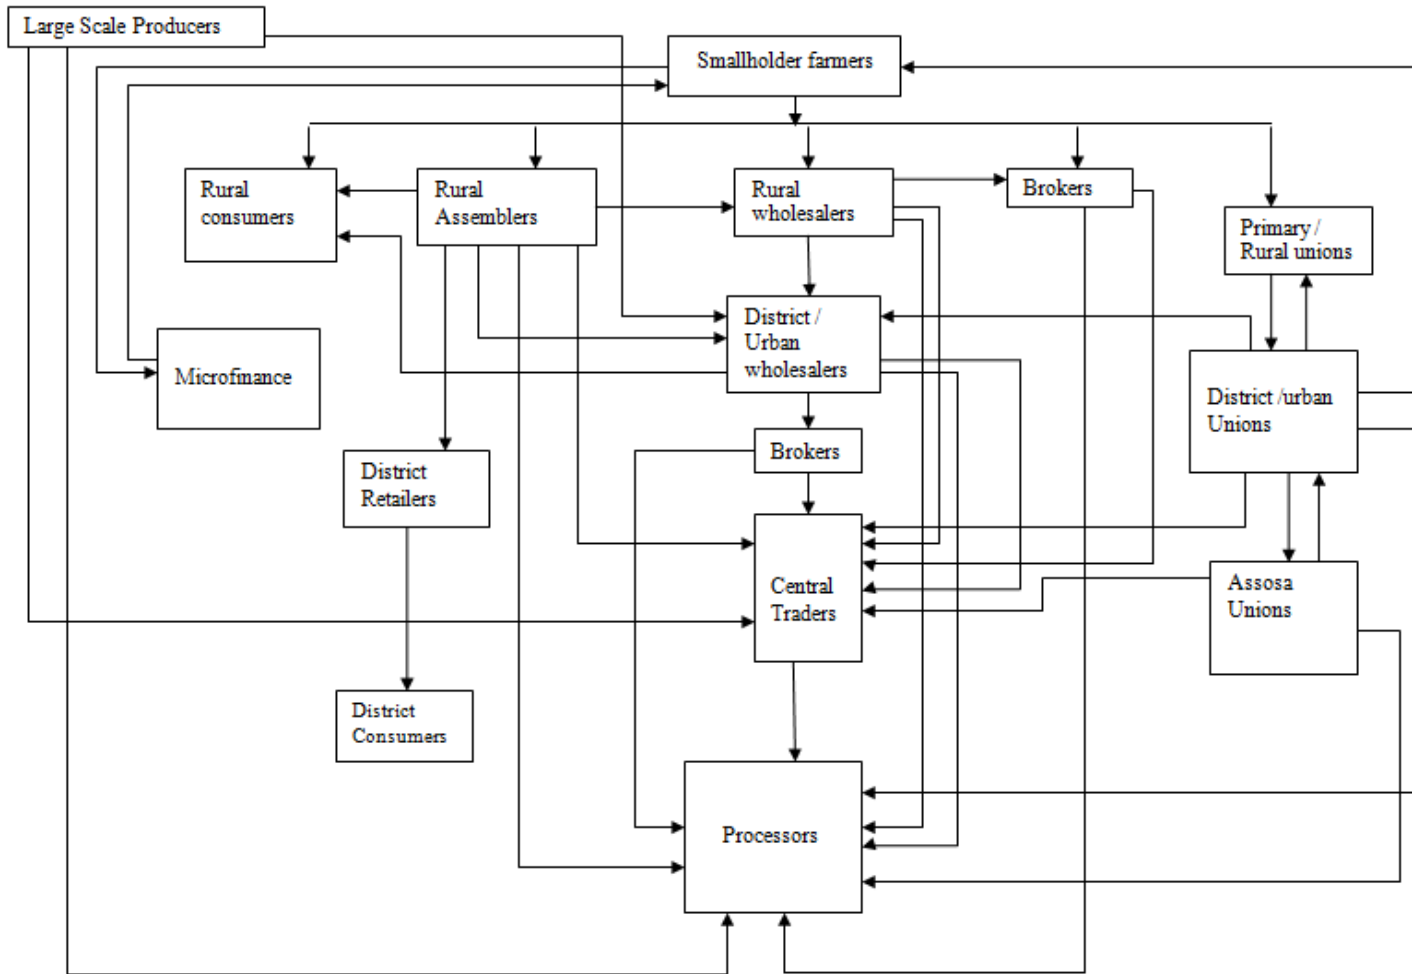 Large Scale Producers
Smallholder farmers
Rural
consumers
Rural
Assemblers
Rural
wholesalers
Brokers
Primary /
Rural unions
District /
Urban
wholesalers
Microfinance
District /urban
Unions
Brokers
District
Retailers
Central
Traders
Assosa
Unions
District
Consumers
Processors